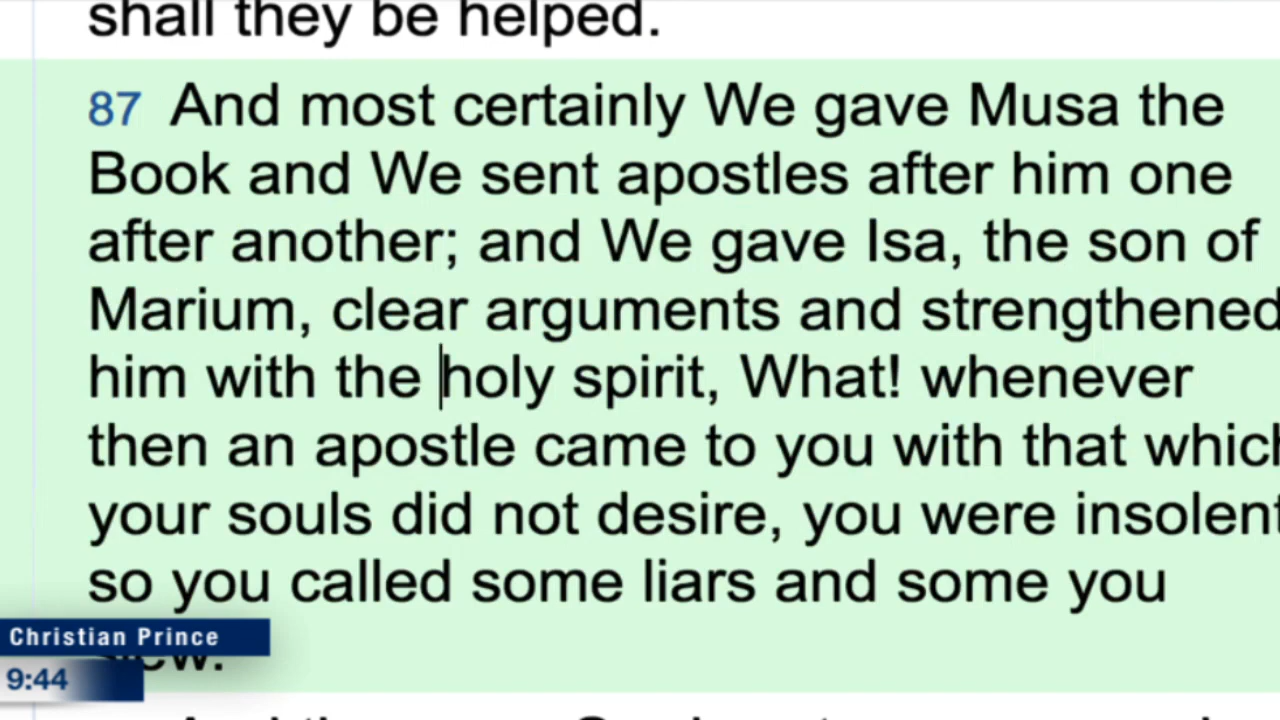 shall they be helped.
87 And most certainly We gave Musa the
Book and We sent apostles after him one
after another; and We gave Isa, the son of
Marium, clear arguments and strengthened
him with the holy spirit, What! whenever
then an apostle came to you with that which
your souls did not desire, you were insolent
so you called some liars and some you
Christian Prince
9:44